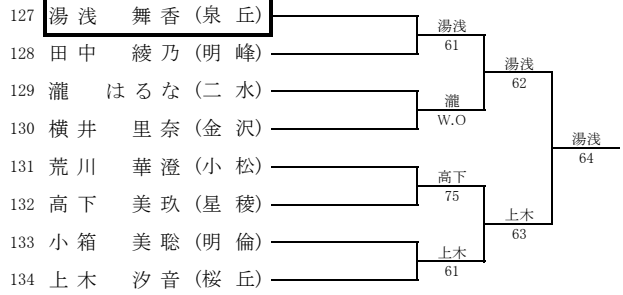 127 湯浅 舞香 (泉 丘)
128 田中 綾乃 (明 峰)
129 瀧 はるな (二 水)
130 横井 里奈 (金 沢)
131 荒川 華澄 (小 松)
132 高下 美玖 (星 稜)
133 小箱 美聡 (明 倫)
134 上木 汐音 (桜 丘)
湯浅
61
瀧
W.O
高下
75
上木
61
湯浅
62
上木
63
湯浅
64